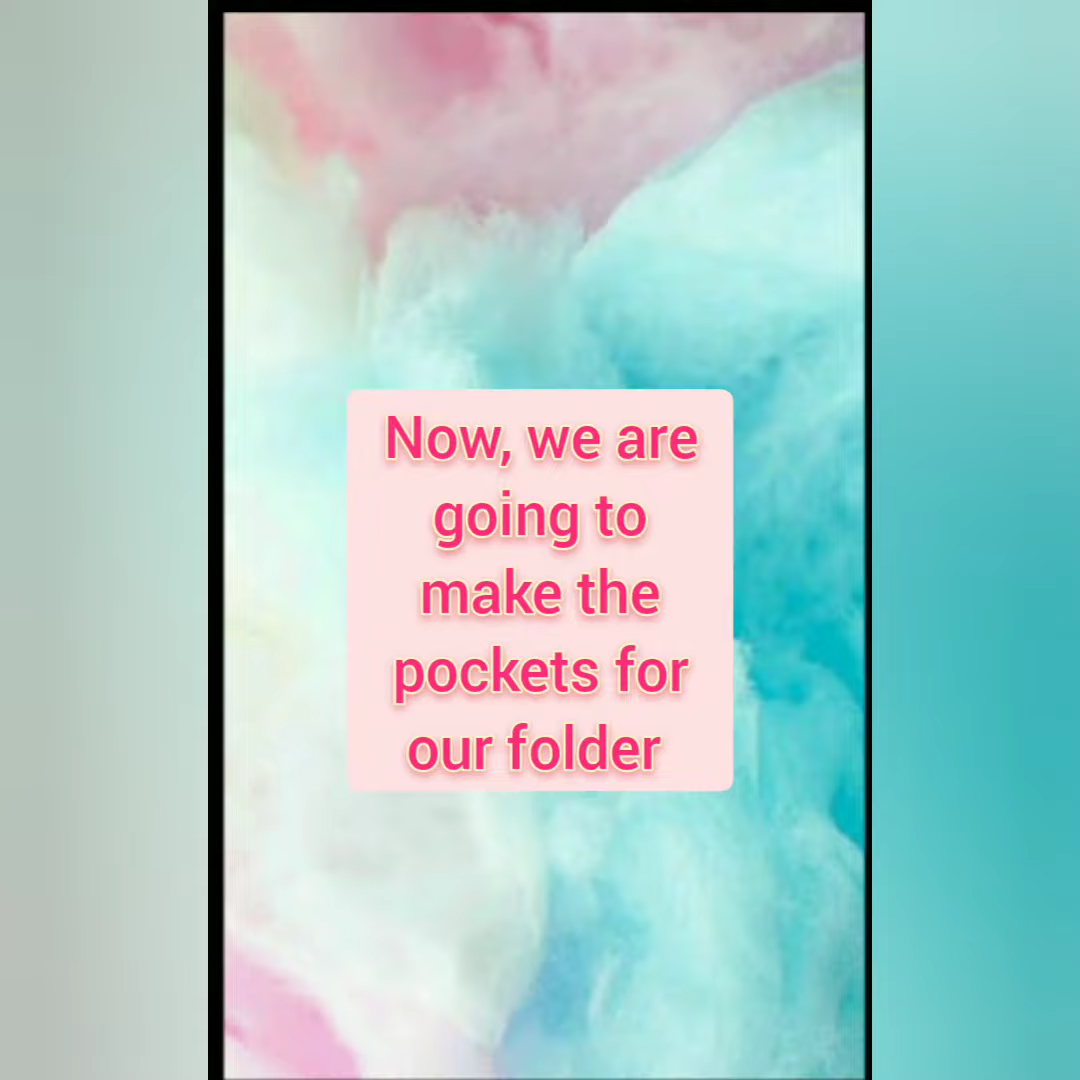 Now, we are
going to
make the
pockets for
our folder